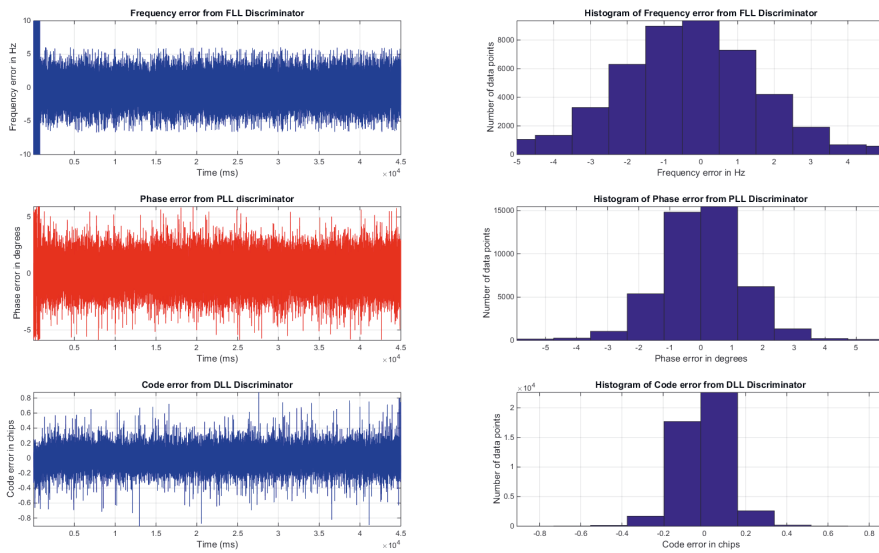 Frequency error from FLL Discriminator
Frequency error in Hz
10
5
0
-5
-10
0.5 1 1.5 2 2.5 3 3.5 4 4.5
Time (ms)
× 10⁴
Histogram of Frequency error from FLL Discriminator
Number of data points
8000
6000
4000
2000
0
-5 -4 -3 -2 -1 0 1 2 3 4
Frequency error in Hz
Phase error from PLL discriminator
Phase error in degrees
5
0
-5
0.5 1 1.5 2 2.5 3 3.5 4 4.5
Time (ms)
× 10⁴
Histogram of Phase error from PLL Discriminator
Number of data points
15000
10000
5000
0
-5 -4 -3 -2 -1 0 1 2 3 4 5
Phase error in degrees
Code error from DLL Discriminator
Code error in chips
0.8
0.6
0.4
0.2
0
-0.2
-0.4
-0.6
-0.8
0.5 1 1.5 2 2.5 3 3.5 4 4.5
Time (ms)
× 10⁴
Histogram of Code error from DLL Discriminator
× 10⁴
Number of data points
2
1.5
1
0.5
0
-0.8 -0.6 -0.4 -0.2 0 0.2 0.4 0.6 0.8
Code error in chips